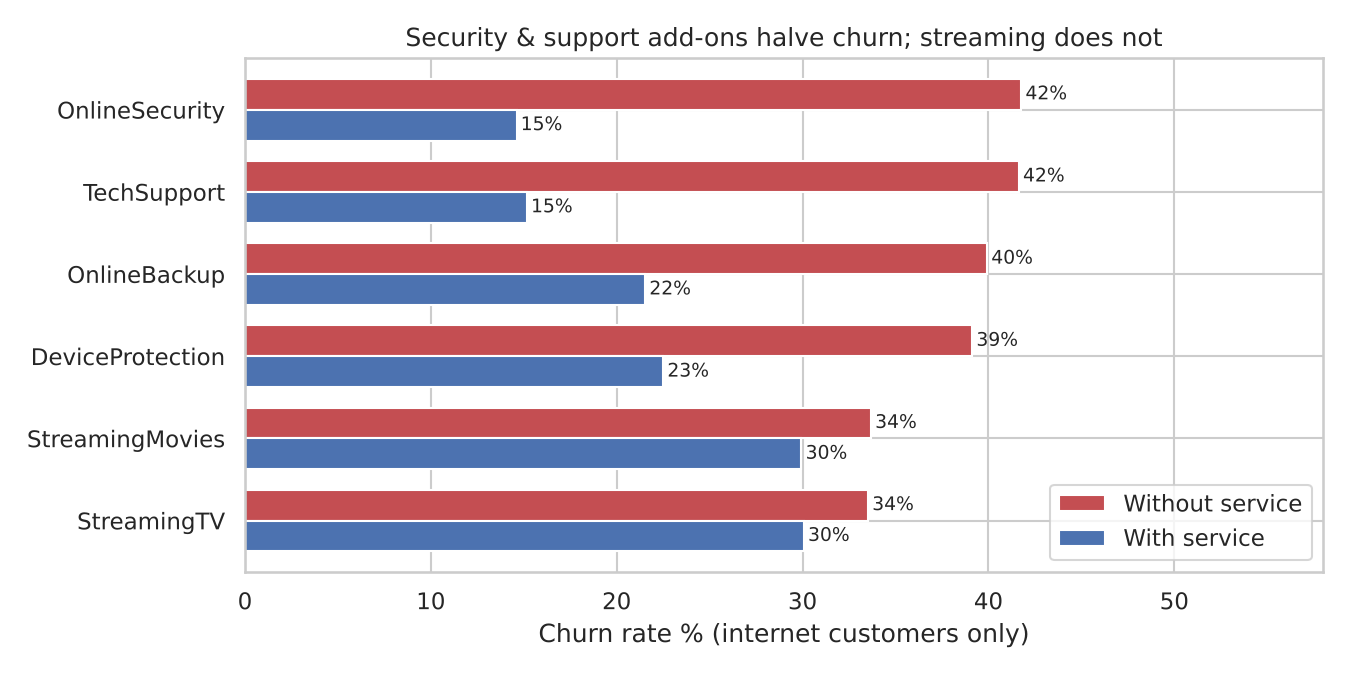 Security & support add-ons halve churn; streaming does not
OnlineSecurity
42%
15%
TechSupport
42%
15%
OnlineBackup
40%
22%
DeviceProtection
39%
23%
StreamingMovies
34%
30%
StreamingTV
34%
30%
Without service
With service
0 10 20 30 40 50
Churn rate % (internet customers only)